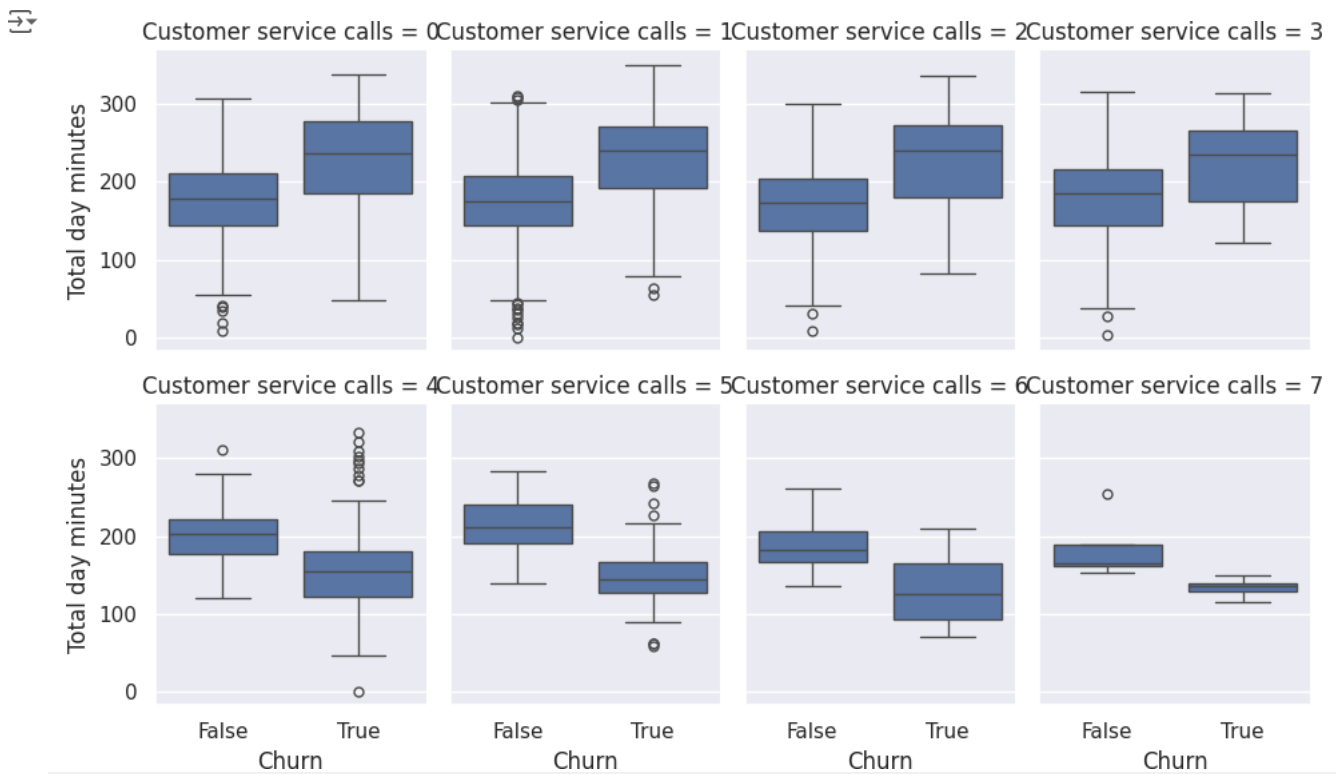 Customer service calls = 0 Customer service calls = 1 Customer service calls = 2 Customer service calls = 3
Total day minutes
300
200
100
0
Customer service calls = 4 Customer service calls = 5 Customer service calls = 6 Customer service calls = 7
Total day minutes
300
200
100
0
False True False True False True False True
Churn Churn Churn Churn